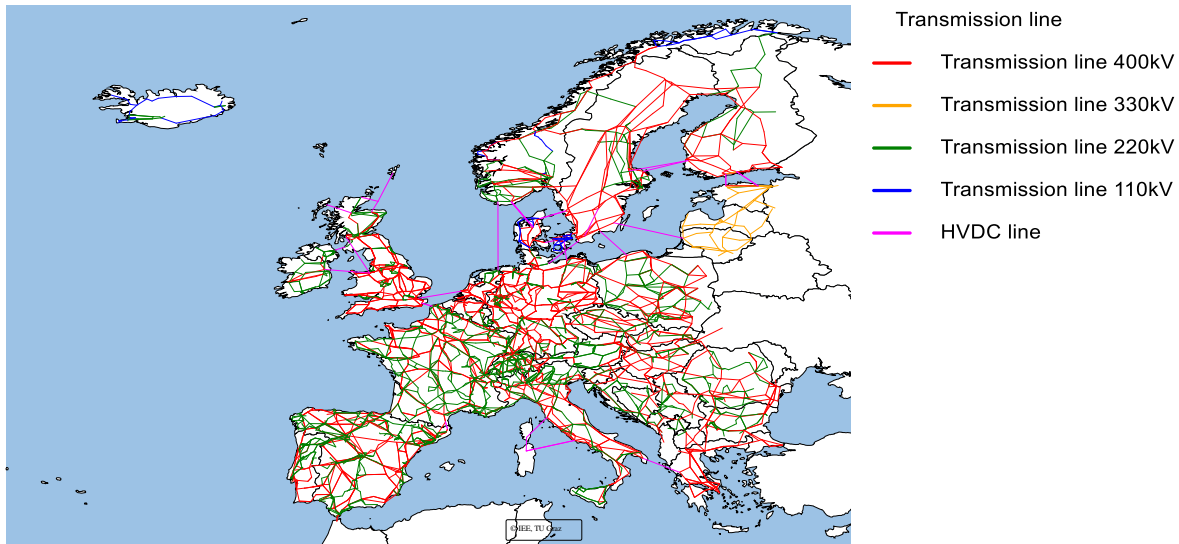 Transmission line
Transmission line 400kV
Transmission line 330kV
Transmission line 220kV
Transmission line 110kV
HVDC line
©IEE, TU Graz